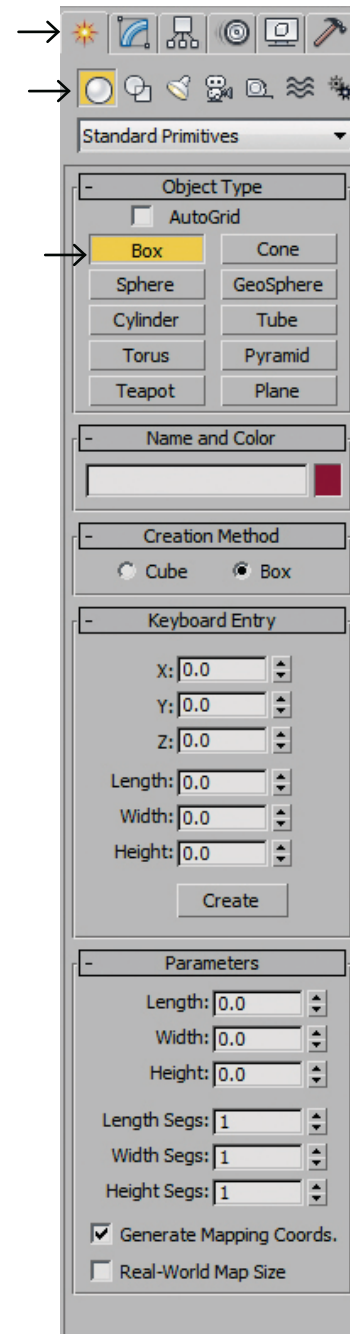 Standard Primitives
- Object Type
AutoGrid
Box Cone
Sphere GeoSphere
Cylinder Tube
Torus Pyramid
Teapot Plane
- Name and Color
- Creation Method
Cube Box
- Keyboard Entry
X: 0.0
Y: 0.0
Z: 0.0
Length: 0.0
Width: 0.0
Height: 0.0
Create
- Parameters
Length: 0.0
Width: 0.0
Height: 0.0
Length Segs: 1
Width Segs: 1
Height Segs: 1
Generate Mapping Coords.
Real-World Map Size